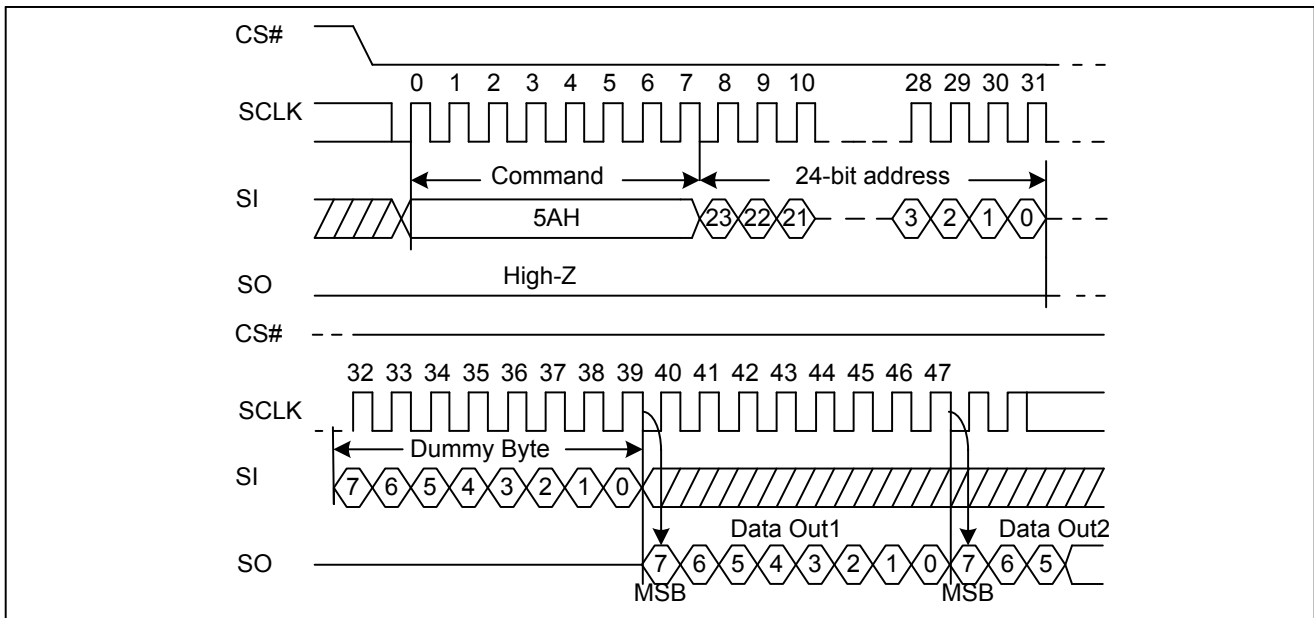 CS#
0 1 2 3 4 5 6 7 8 9 10 28 29 30 31
SCLK
Command 24-bit address
SI
5AH 23 22 21 3 2 1 0
High-Z
SO
CS#
32 33 34 35 36 37 38 39 40 41 42 43 44 45 46 47
SCLK
Dummy Byte
SI
7 6 5 4 3 2 1 0
Data Out1 Data Out2
SO
7 6 5 4 3 2 1 0 7 6 5
MSB MSB